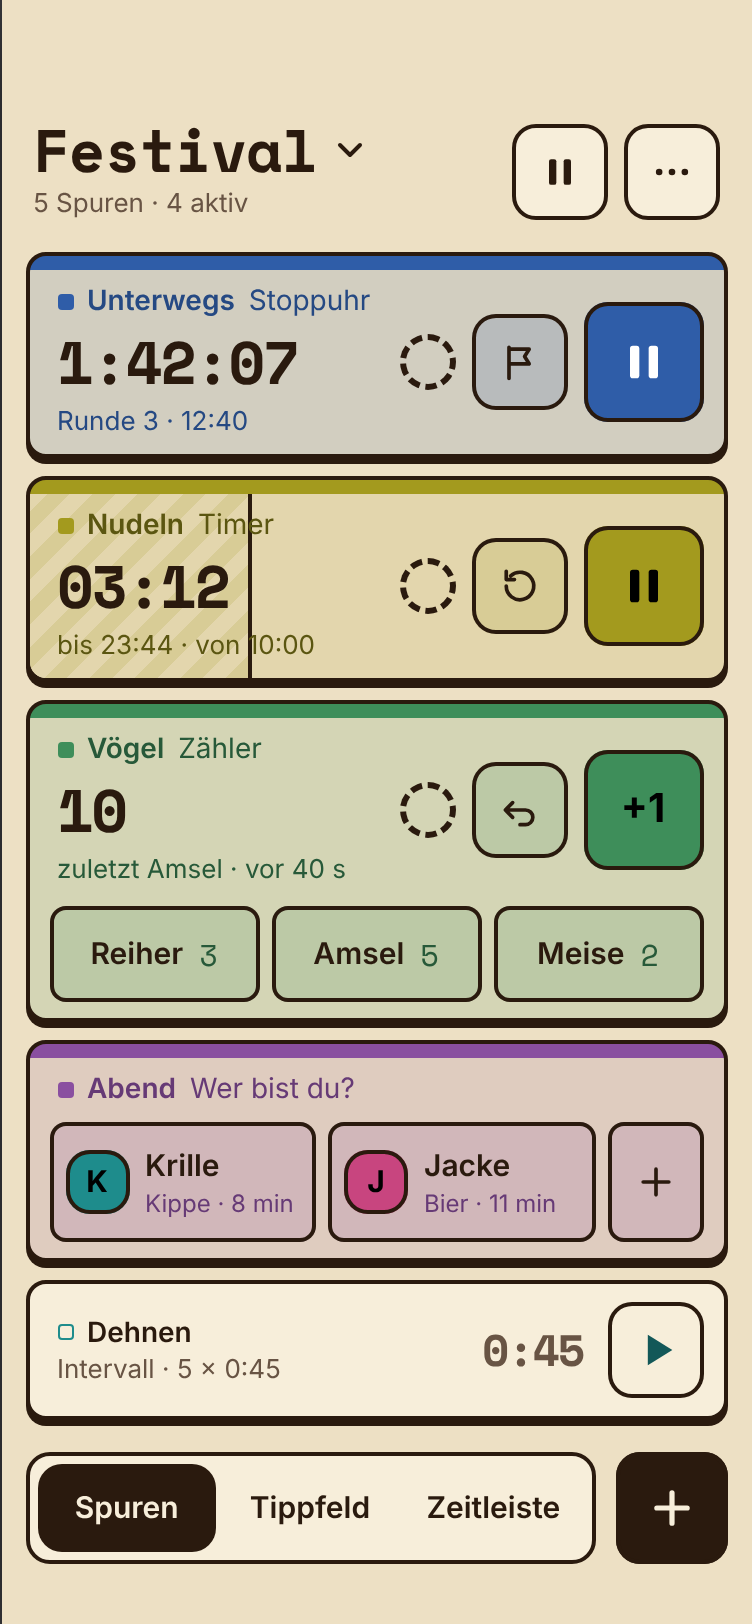 Festival
5 Spuren · 4 aktiv
Unterwegs Stoppuhr
1:42:07
Runde 3 · 12:40
Nudeln Timer
03:12
bis 23:44 · von 10:00
Vögel Zähler
10
+1
zuletzt Amsel · vor 40 s
Reiher 3
Amsel 5
Meise 2
Abend Wer bist du?
K
Krille
Kippe · 8 min
J
Jacke
Bier · 11 min
Dehnen
Intervall · 5 × 0:45
0:45
Spuren
Tippfeld
Zeitleiste